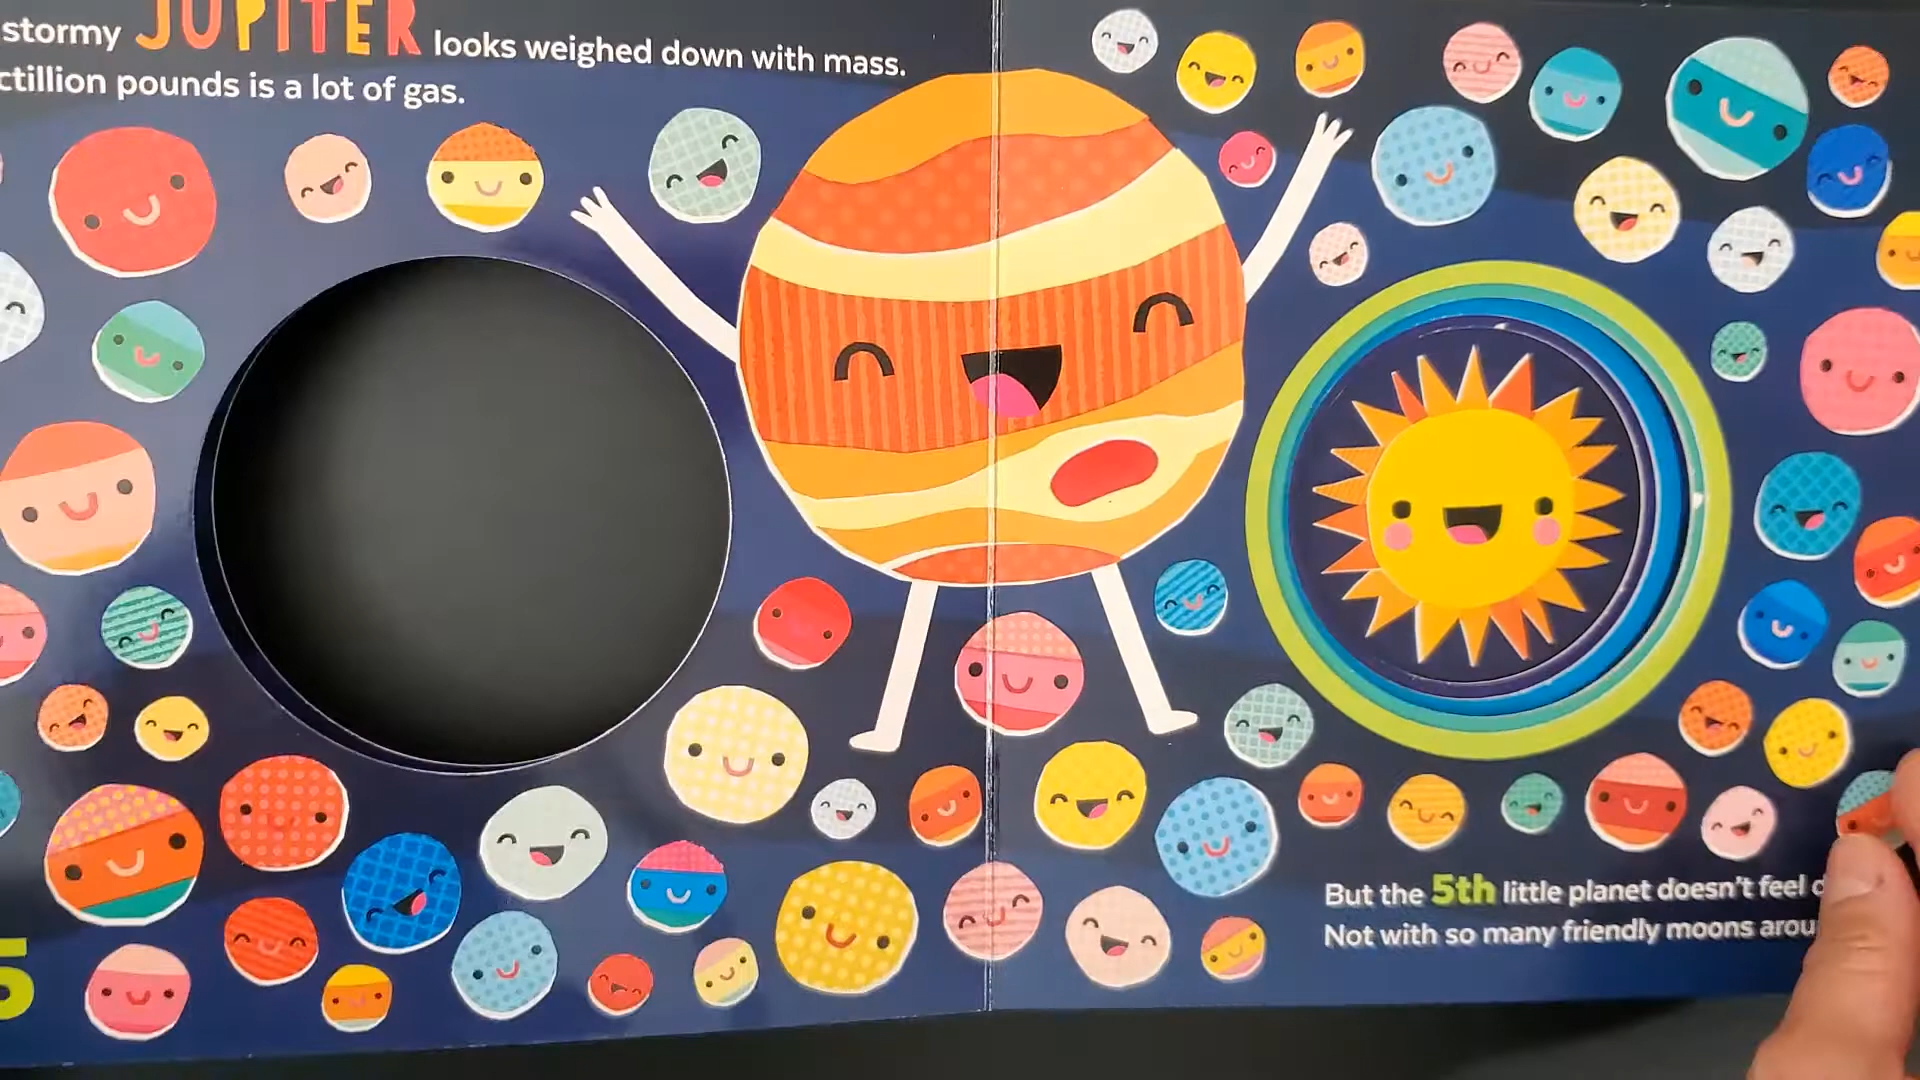 stormy JUPITER looks weighed down with mass.
ctillion pounds is a lot of gas.
5
But the 5th little planet doesn't feel
Not with so many friendly moons